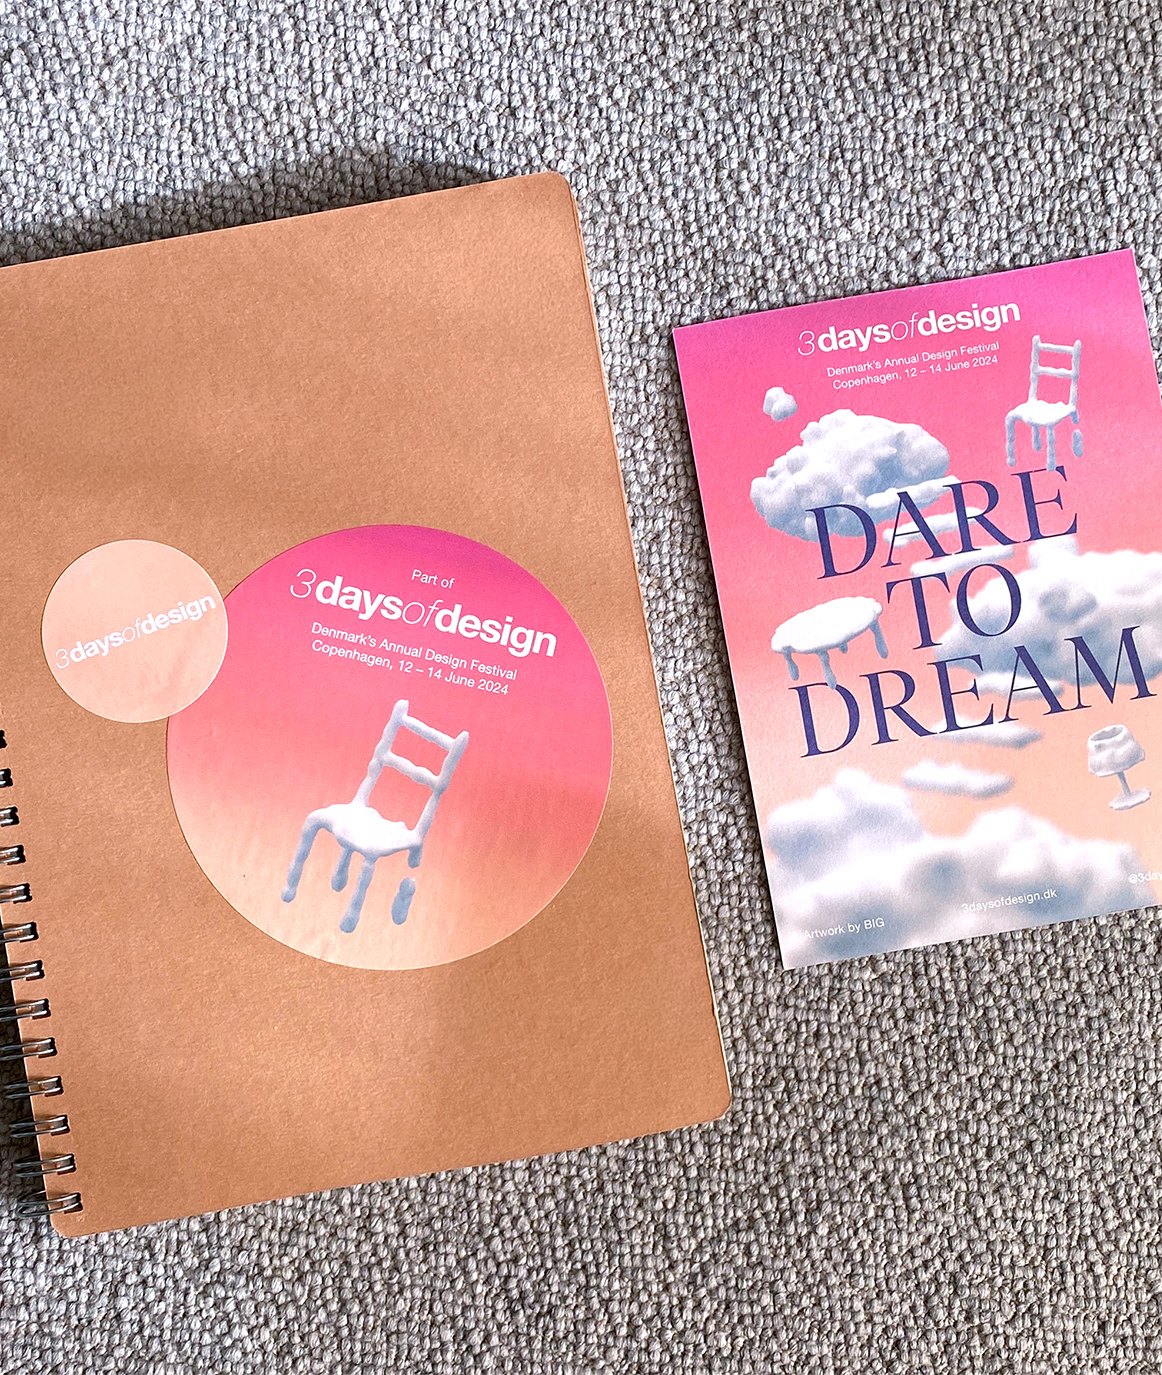 3daysofdesign
Part of
3daysofdesign
Denmark's Annual Design Festival
Copenhagen, 12 – 14 June 2024
3daysofdesign
Denmark's Annual Design Festival
Copenhagen, 12 – 14 June 2024
DARE
TO
DREAM
Artwork by BIG
3daysofdesign.dk